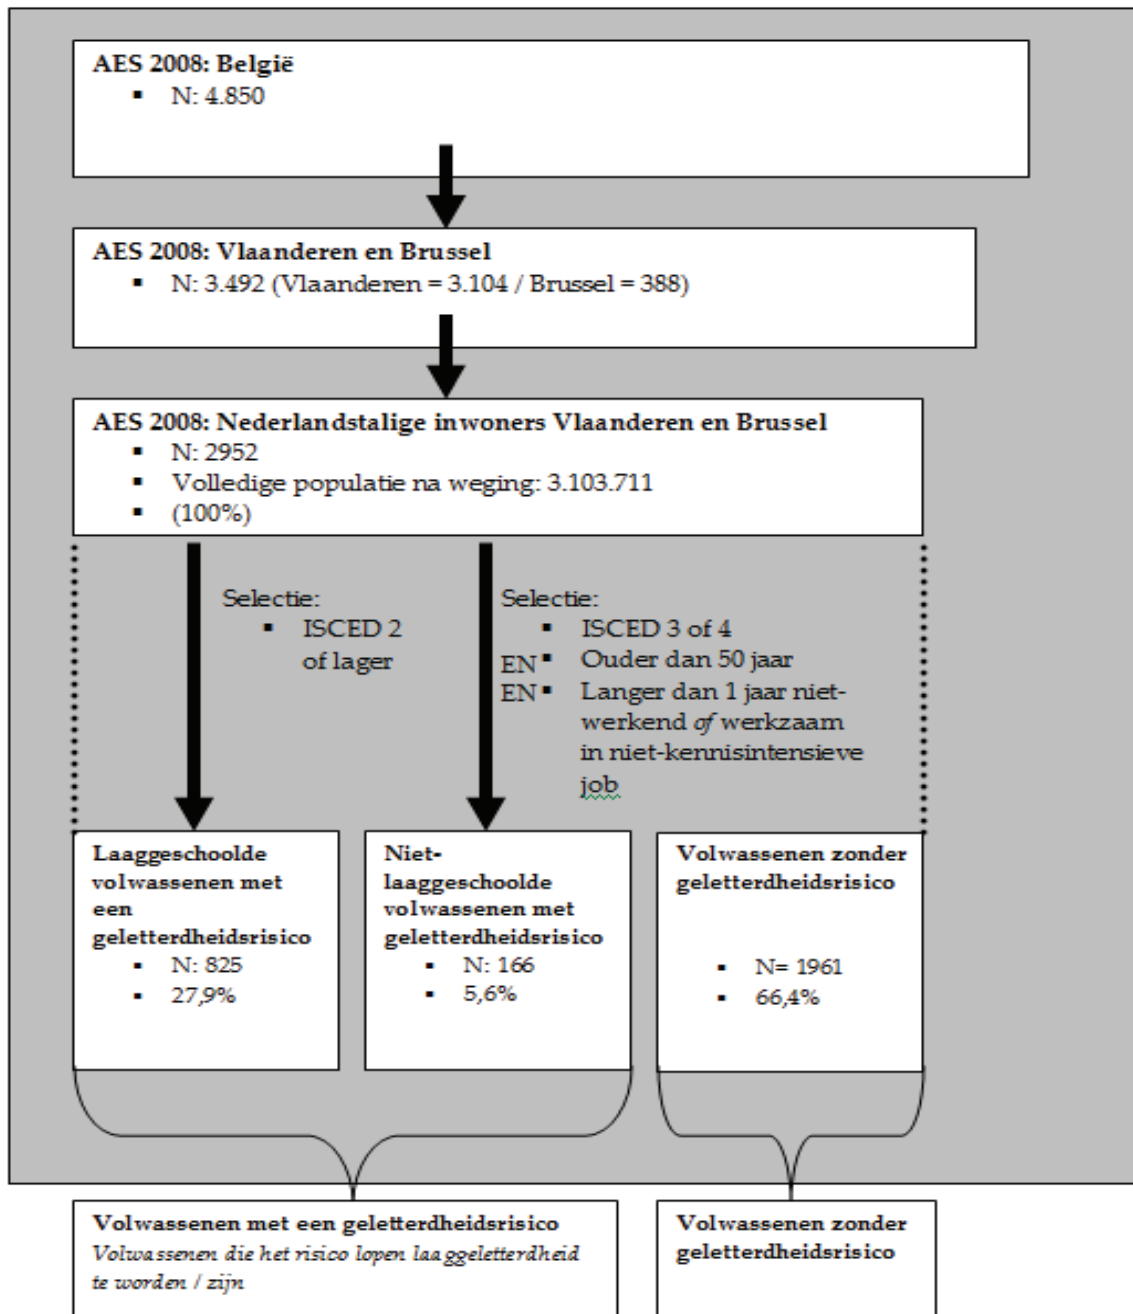 AES 2008: België
▪ N: 4.850
AES 2008: Vlaanderen en Brussel
▪ N: 3.492 (Vlaanderen = 3.104 / Brussel = 388)
AES 2008: Nederlandstalige inwoners Vlaanderen en Brussel
▪ N: 2952
▪ Volledige populatie na weging: 3.103.711
▪ (100%)
Selectie:
▪ ISCED 2
of lager
Selectie:
▪ ISCED 3 of 4
EN ▪ Ouder dan 50 jaar
EN ▪ Langer dan 1 jaar niet-
werkend of werkzaam
in niet-kennisintensieve
job
Laaggeschoolde
volwassenen met
een
geletterdheidsrisico
▪ N: 825
▪ 27,9%
Niet-
laaggeschoolde
volwassenen met
geletterdheidsrisico
▪ N: 166
▪ 5,6%
Volwassenen zonder
geletterdheidsrisico
▪ N= 1961
▪ 66,4%
Volwassenen met een geletterdheidsrisico
Volwassenen die het risico lopen laaggeletterdheid
te worden / zijn
Volwassenen zonder
geletterdheidsrisico